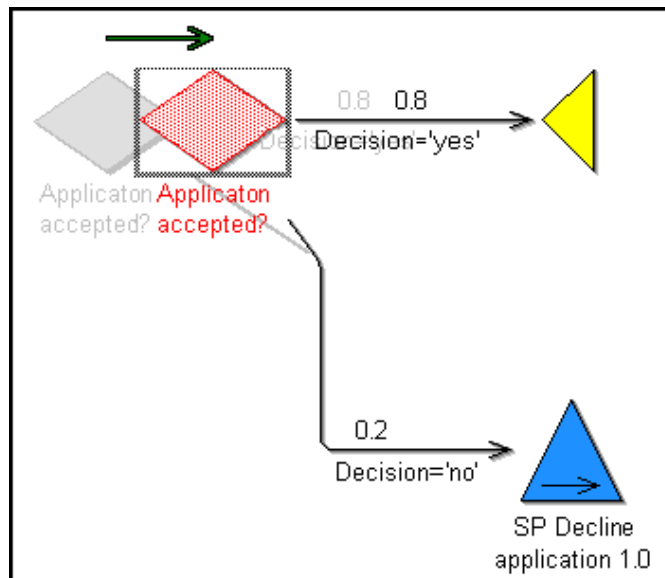 0.8 0.8
Decision='yes'
Applicaton Applicaton
accepted? accepted?
0.2
Decision='no'
SP Decline
application 1.0